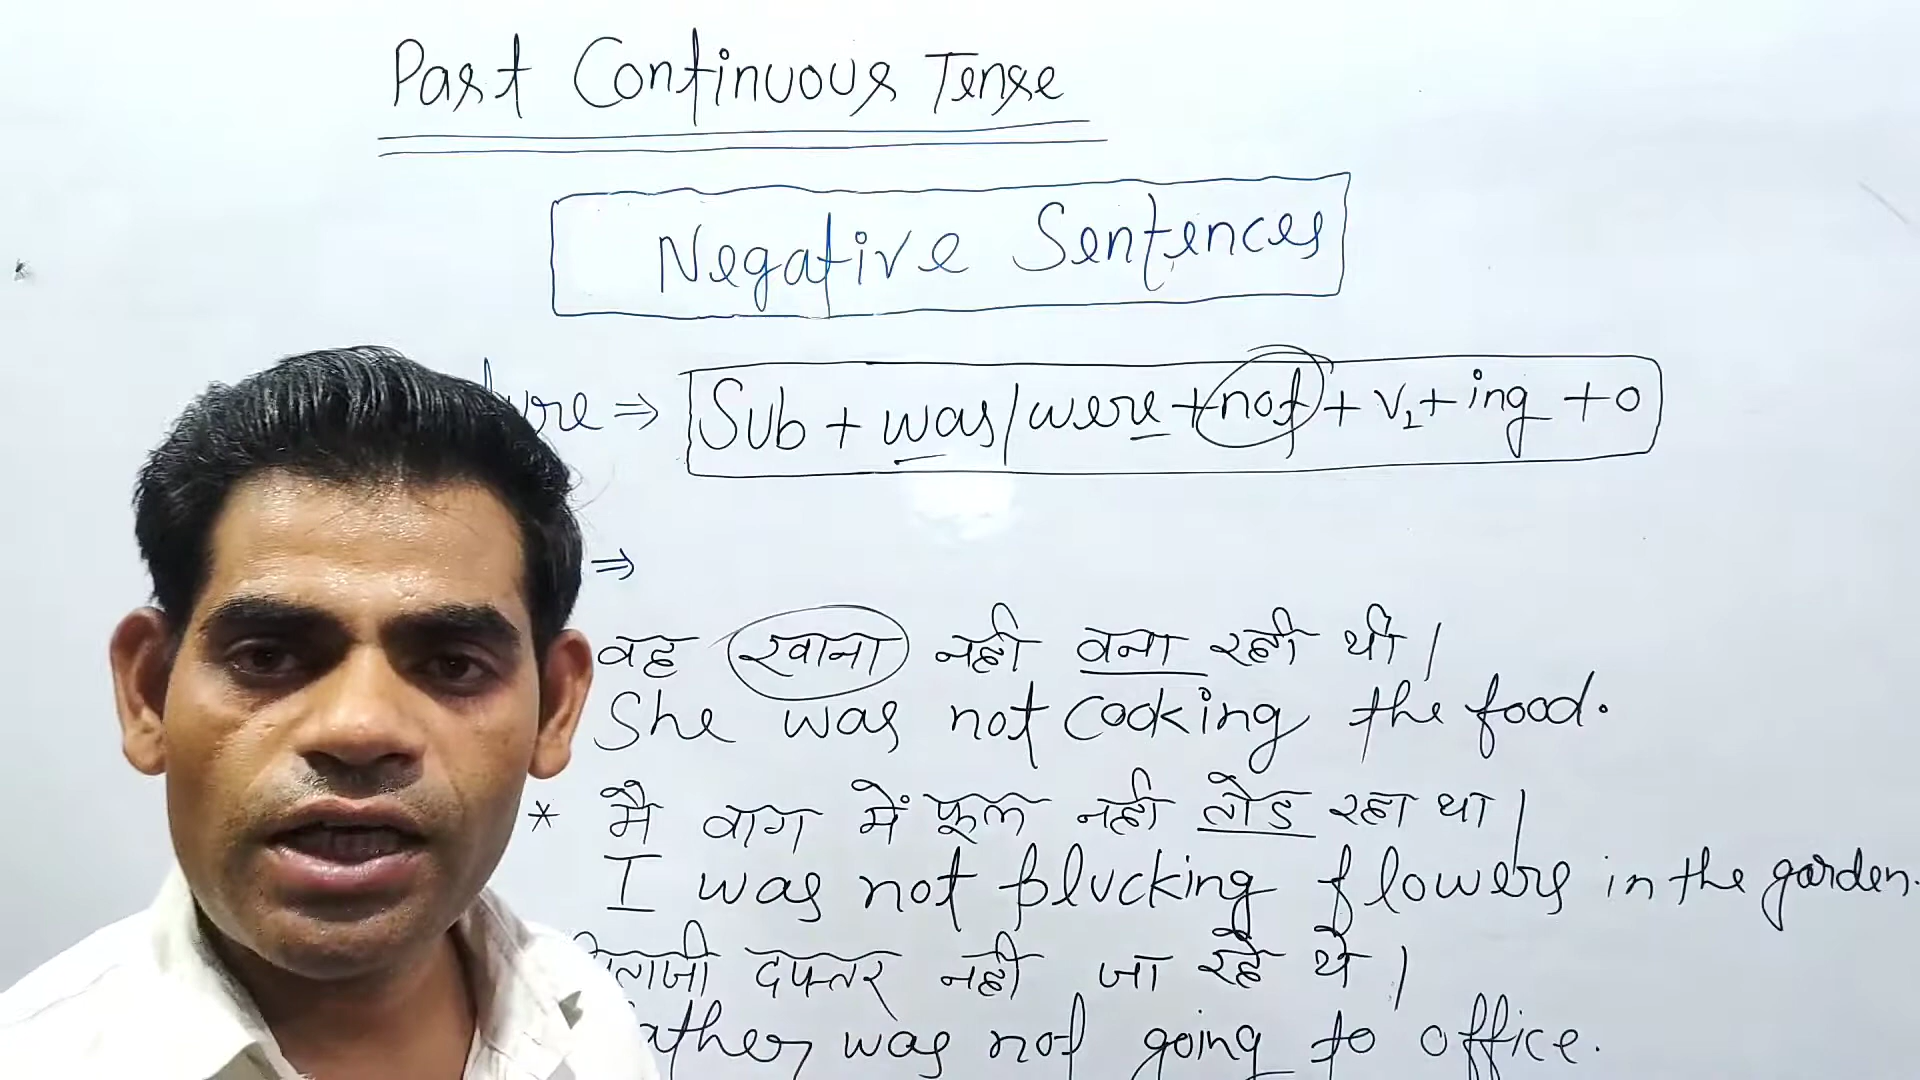 Past Continuous Tense
Negative Sentences
⇒ Sub + was/were + not + V₁ + ing + o
⇒
वह खाना नही बना रही थी।
She was not cooking the food.
* मै बाग में फूल नही तोड रहा था।
I was not plucking flowers in the garden.
दफ्तर नही जा रहे थे।
was not going to office.